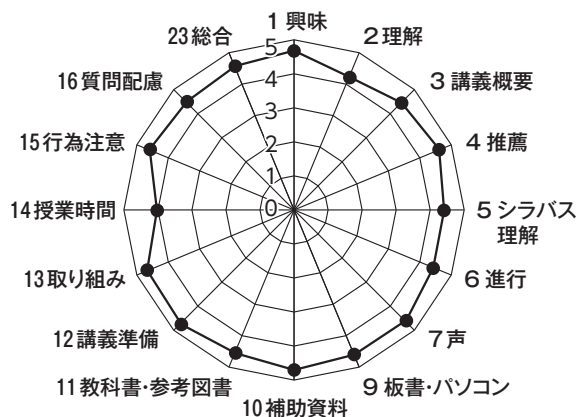 1 興味
2 理解
3 講義概要
4 推薦
5 シラバス
理解
6 進行
7 声
9 板書・パソコン
10 補助資料
11 教科書・参考図書
12 講義準備
13 取り組み
14 授業時間
15 行為注意
16 質問配慮
23 総合
5
4
3
2
1
0